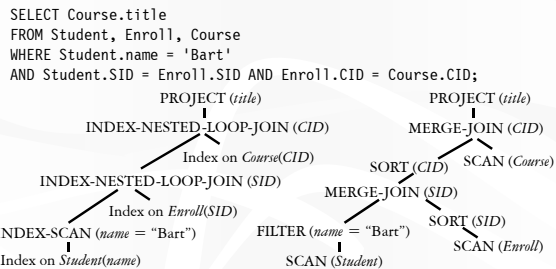 SELECT Course.title
FROM Student, Enroll, Course
WHERE Student.name = 'Bart'
AND Student.SID = Enroll.SID AND Enroll.CID = Course.CID;
PROJECT (title)
INDEX-NESTED-LOOP-JOIN (CID)
Index on Course(CID)
INDEX-NESTED-LOOP-JOIN (SID)
Index on Enroll(SID)
NDEX-SCAN (name = “Bart”)
Index on Student(name)
PROJECT (title)
MERGE-JOIN (CID)
SORT (CID)
SCAN (Course)
MERGE-JOIN (SID)
SORT (SID)
FILTER (name = “Bart”)
SCAN (Enroll)
SCAN (Student)